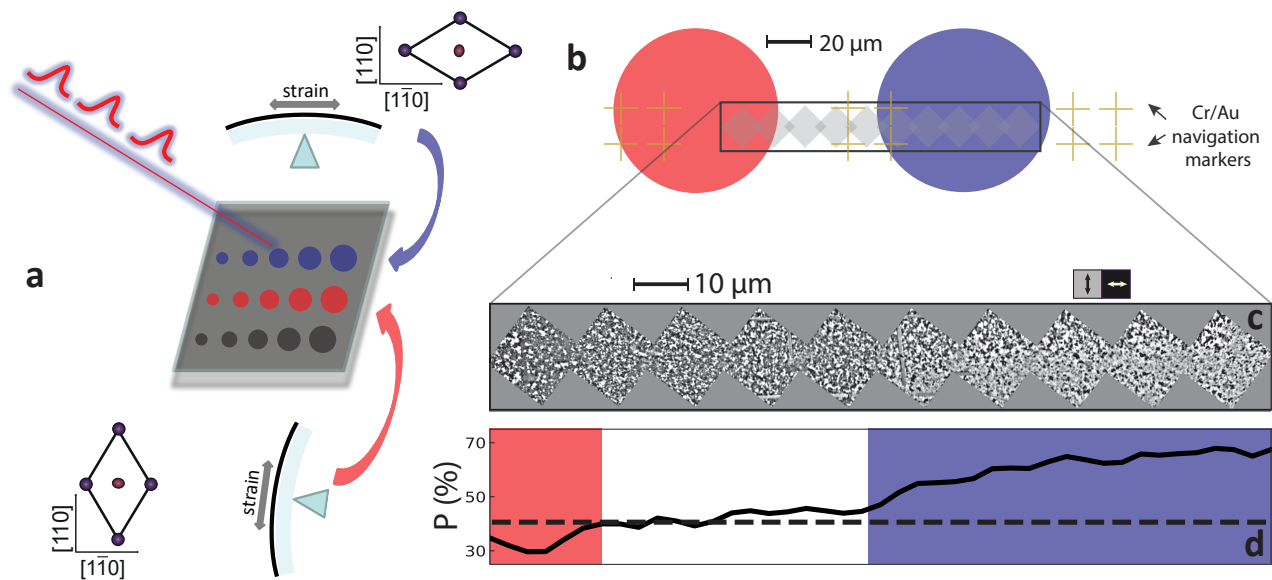 [110]
[11̅0]
strain
b
20 µm
Cr/Au
navigation
markers
a
10 µm
c
strain
[110]
[11̅0]
P (%)
70
50
30
d